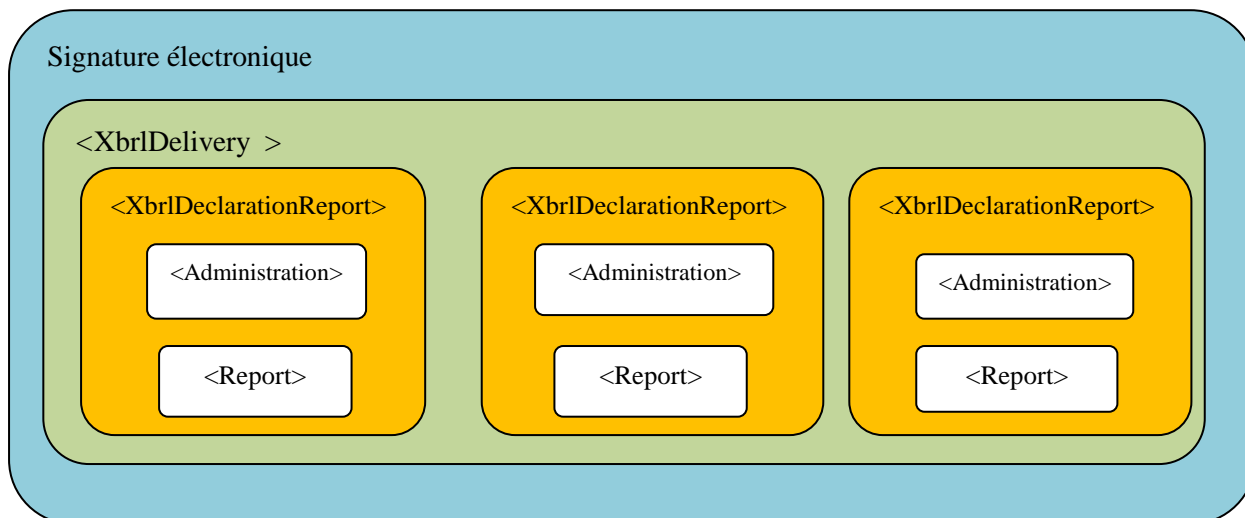 Signature électronique
<XbrlDelivery >
<XbrlDeclarationReport>
<Administration>
<Report>
<XbrlDeclarationReport>
<Administration>
<Report>
<XbrlDeclarationReport>
<Administration>
<Report>